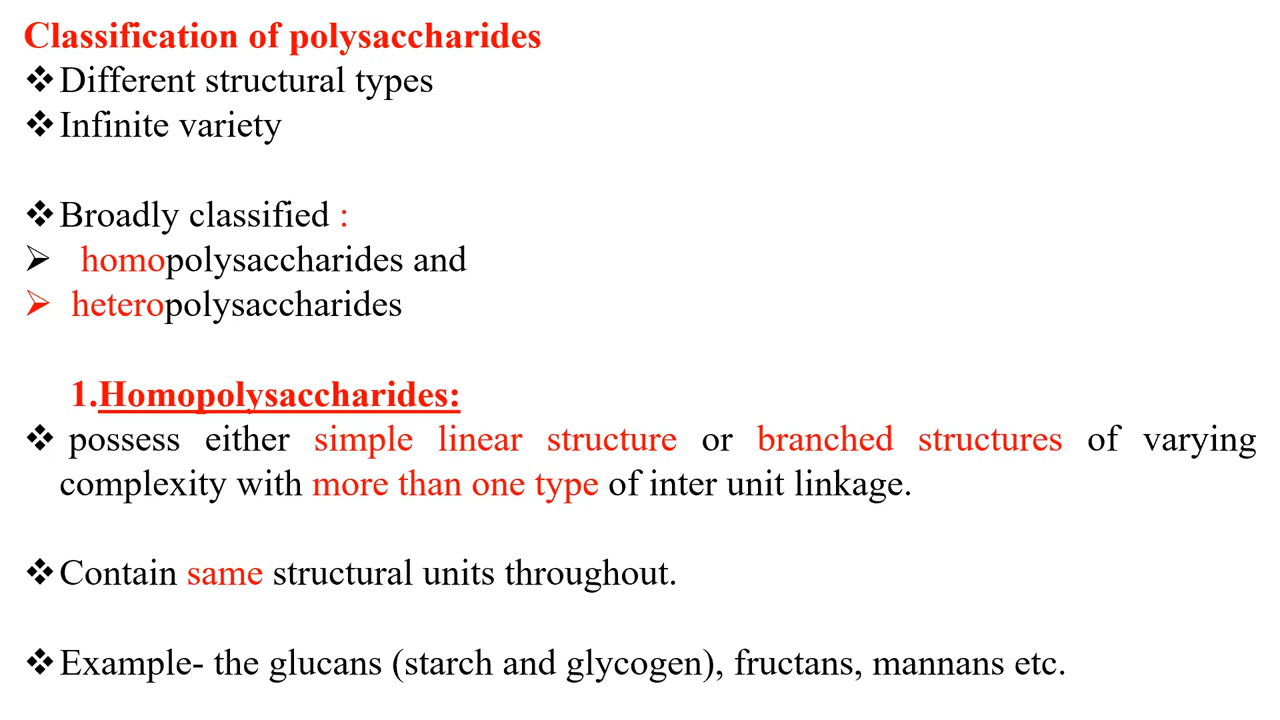 Classification of polysaccharides
❖Different structural types
❖Infinite variety
❖Broadly classified :
➢ homopolysaccharides and
➢ heteropolysaccharides
1.Homopolysaccharides:
❖ possess either simple linear structure or branched structures of varying
complexity with more than one type of inter unit linkage.
❖Contain same structural units throughout.
❖Example- the glucans (starch and glycogen), fructans, mannans etc.